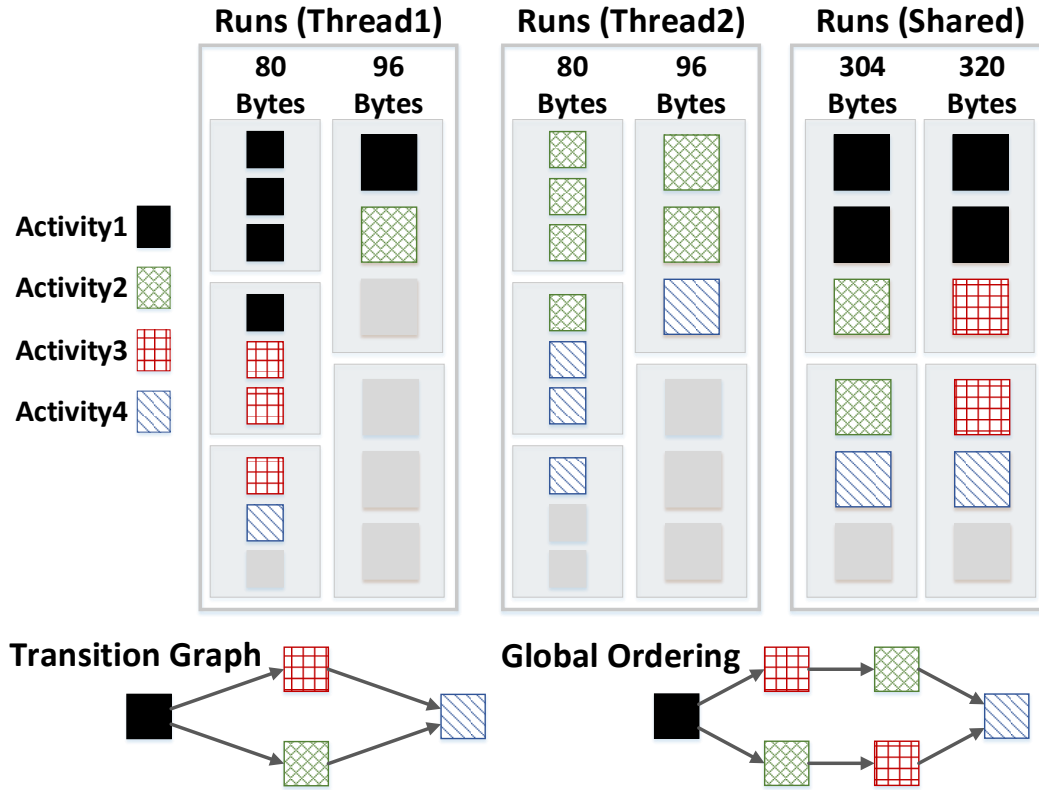 Runs (Thread1)
Runs (Thread2)
Runs (Shared)
80
Bytes
96
Bytes
80
Bytes
96
Bytes
304
Bytes
320
Bytes
Activity1
Activity2
Activity3
Activity4
Transition Graph
Global Ordering